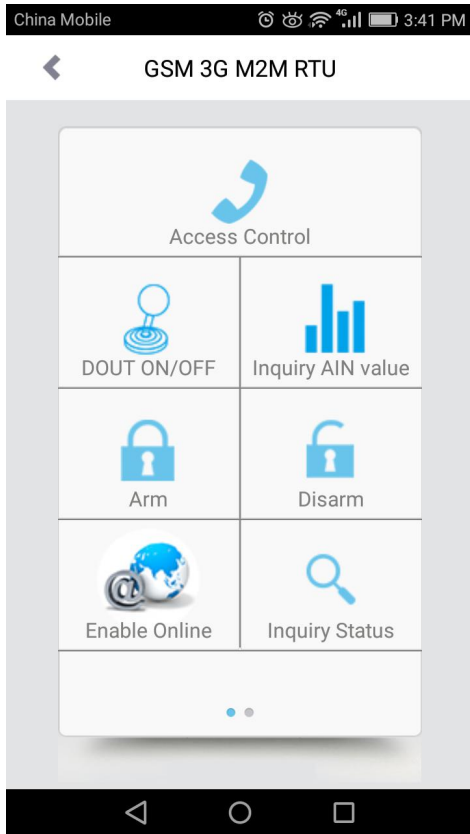 China Mobile 4G 3:41 PM
GSM 3G M2M RTU
Access Control
DOUT ON/OFF Inquiry AIN value
Arm Disarm
@
Enable Online Inquiry Status